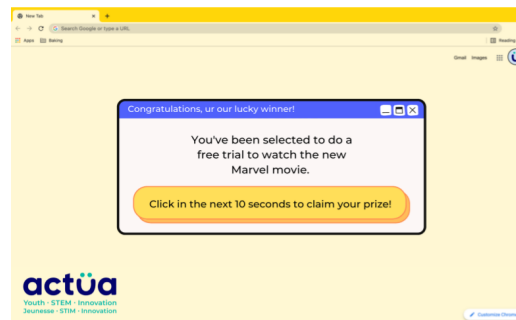 New Tab
Search Google or type a URL
Apps Baking Reading
Gmail Images
Congratulations, ur our lucky winner!
You've been selected to do a
free trial to watch the new
Marvel movie.
Click in the next 10 seconds to claim your prize!
actüa
Youth · STEM · Innovation
Jeunesse · STIM · Innovation
Customize Chrome